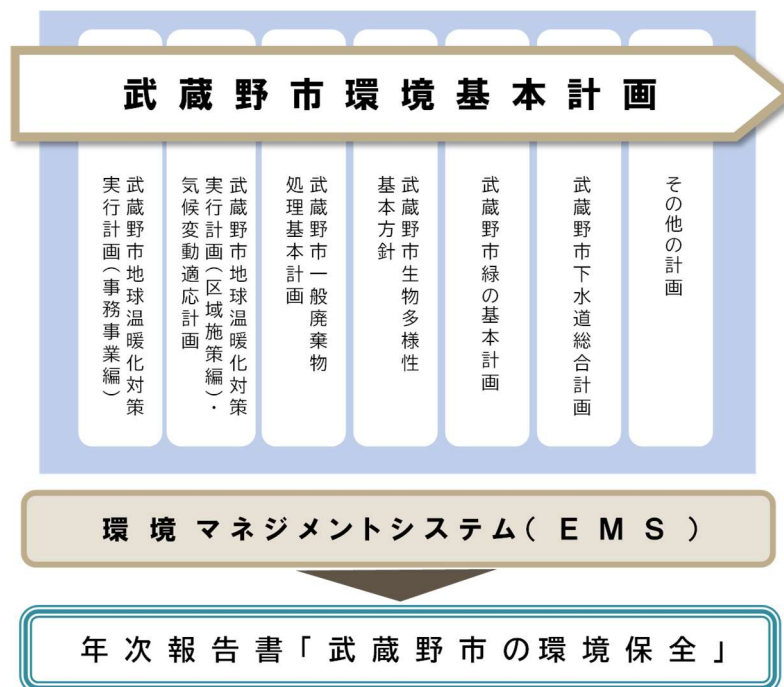 武蔵野市環境基本計画
その他の計画
武蔵野市下水道総合計画
武蔵野市緑の基本計画
武蔵野市生物多様性
基本方針
武蔵野市一般廃棄物
処理基本計画
武蔵野市地球温暖化対策
実行計画(区域施策編)・
気候変動適応計画
武蔵野市地球温暖化対策
実行計画(事務事業編)
環境マネジメントシステム(EMS)
年次報告書「武蔵野市の環境保全」